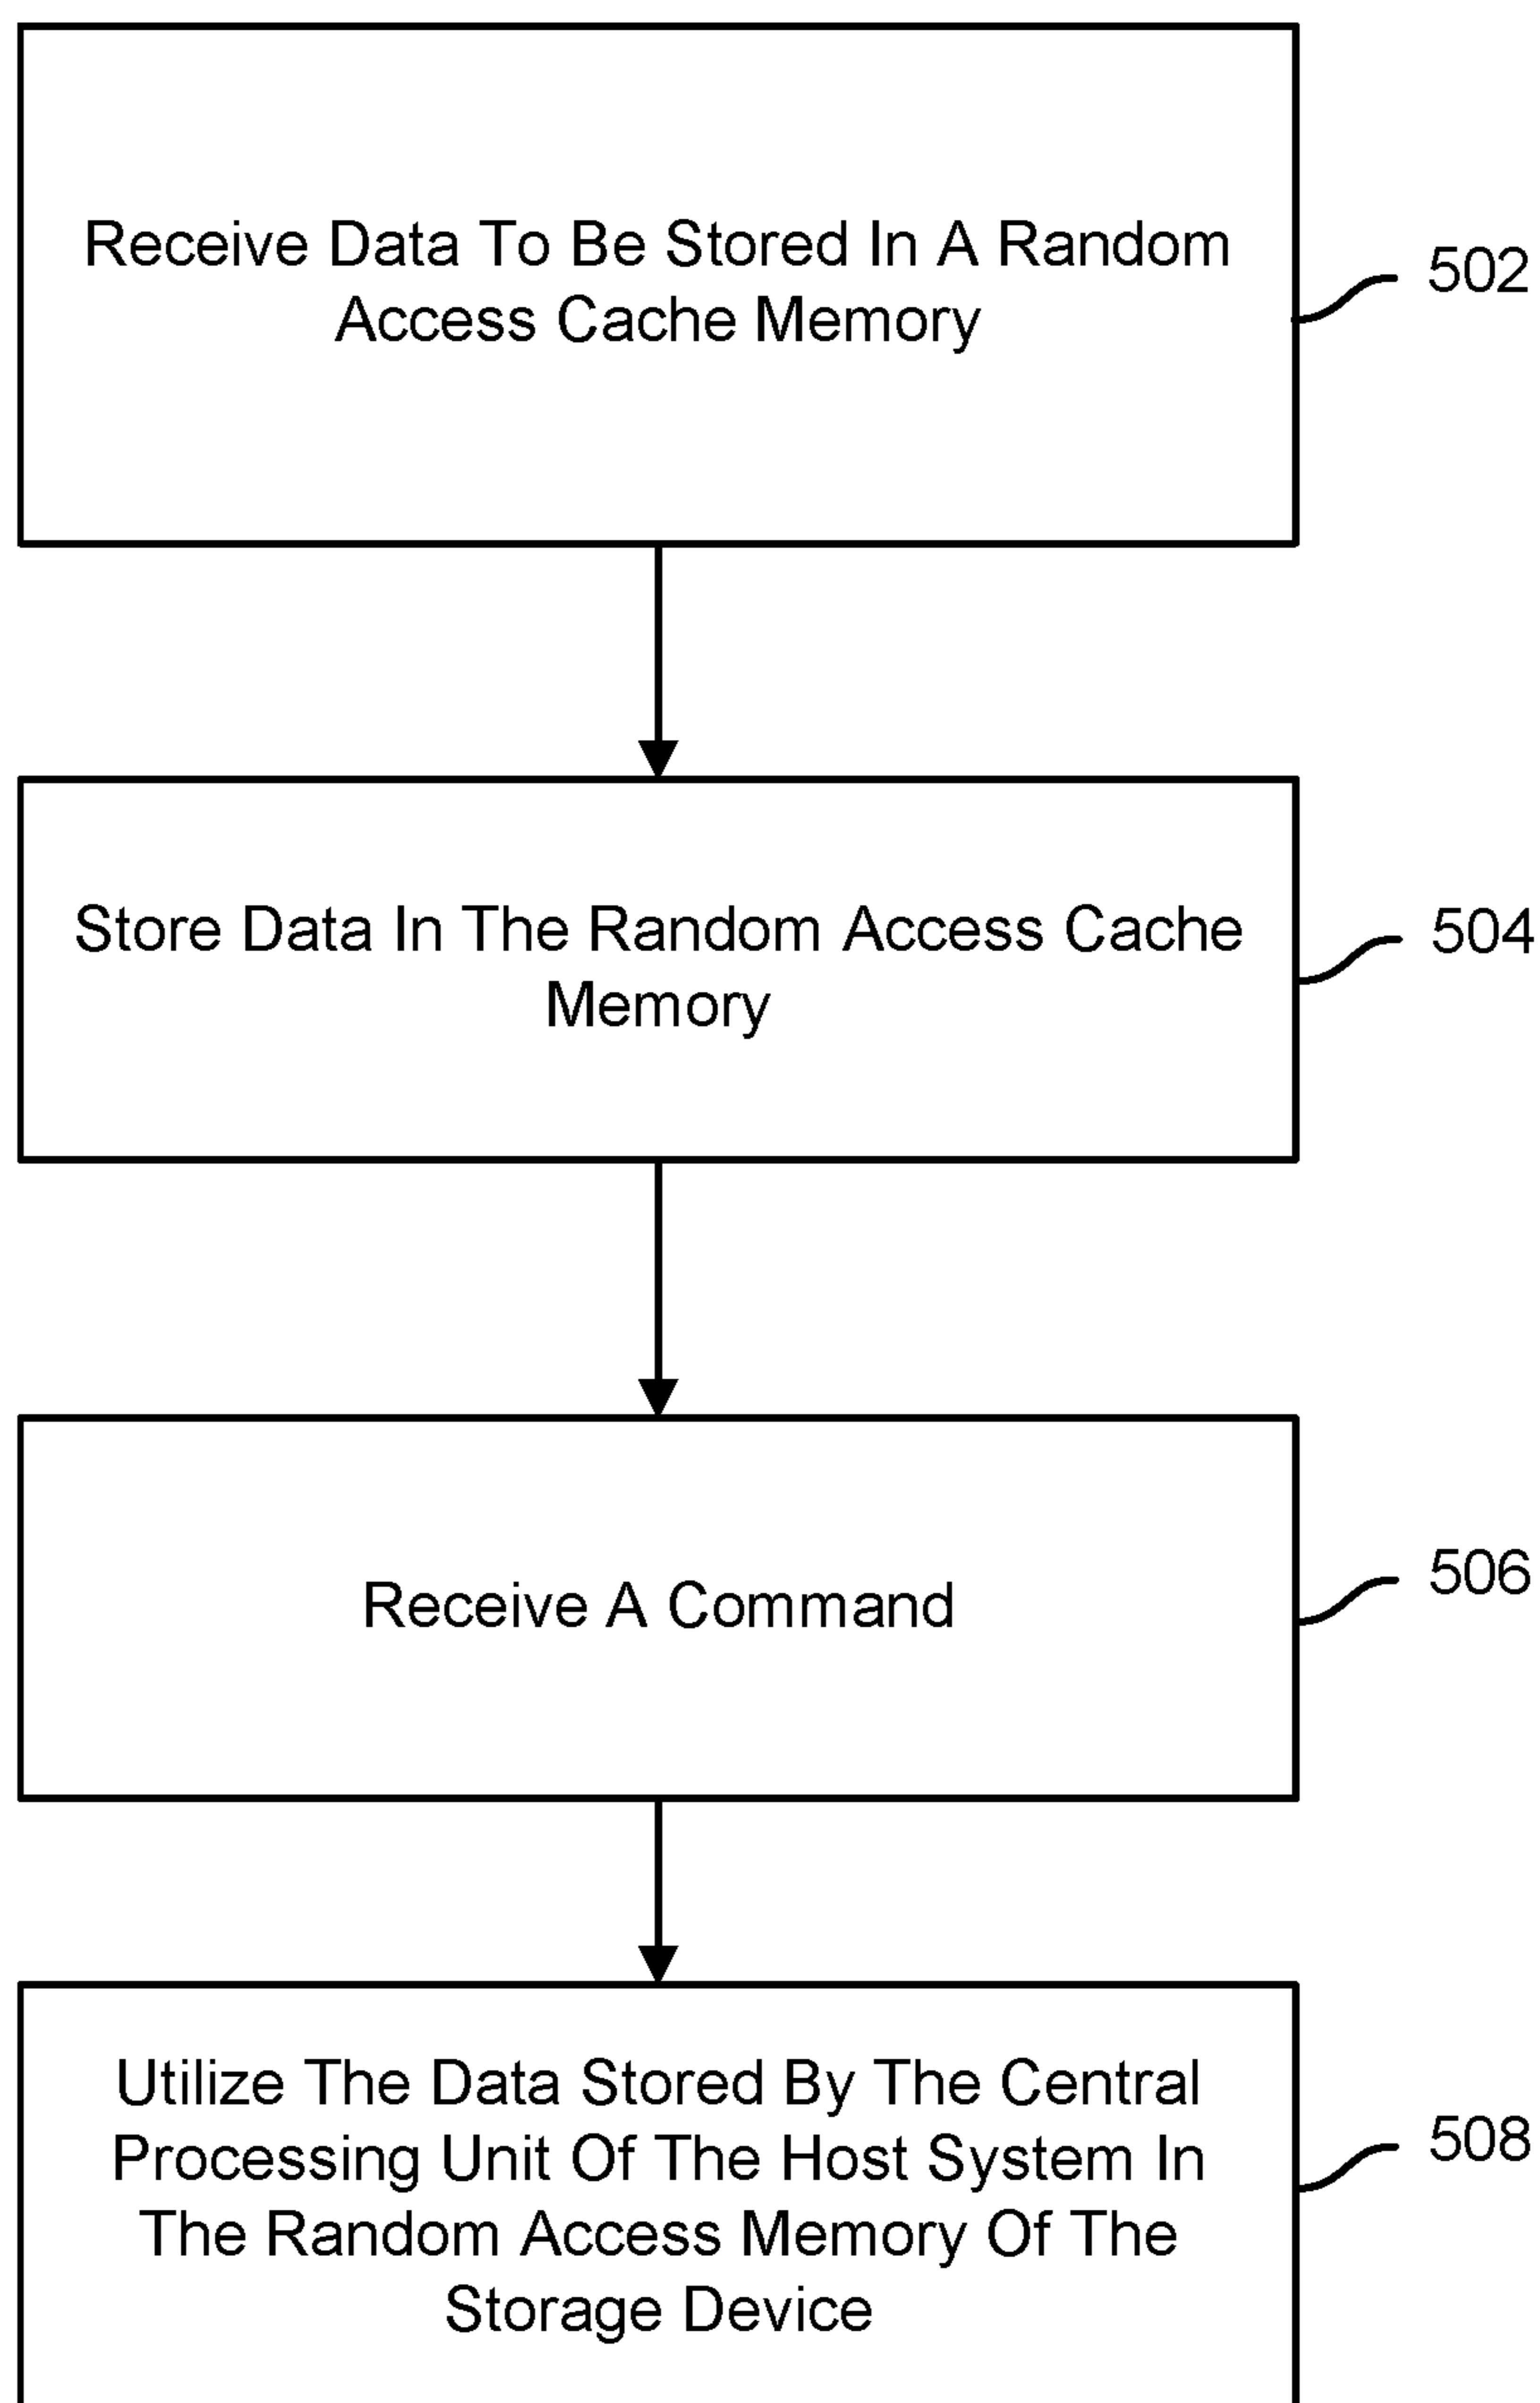 Receive Data To Be Stored In A Random
Access Cache Memory
502
Store Data In The Random Access Cache
Memory
504
Receive A Command
506
Utilize The Data Stored By The Central
Processing Unit Of The Host System In
The Random Access Memory Of The
Storage Device
508